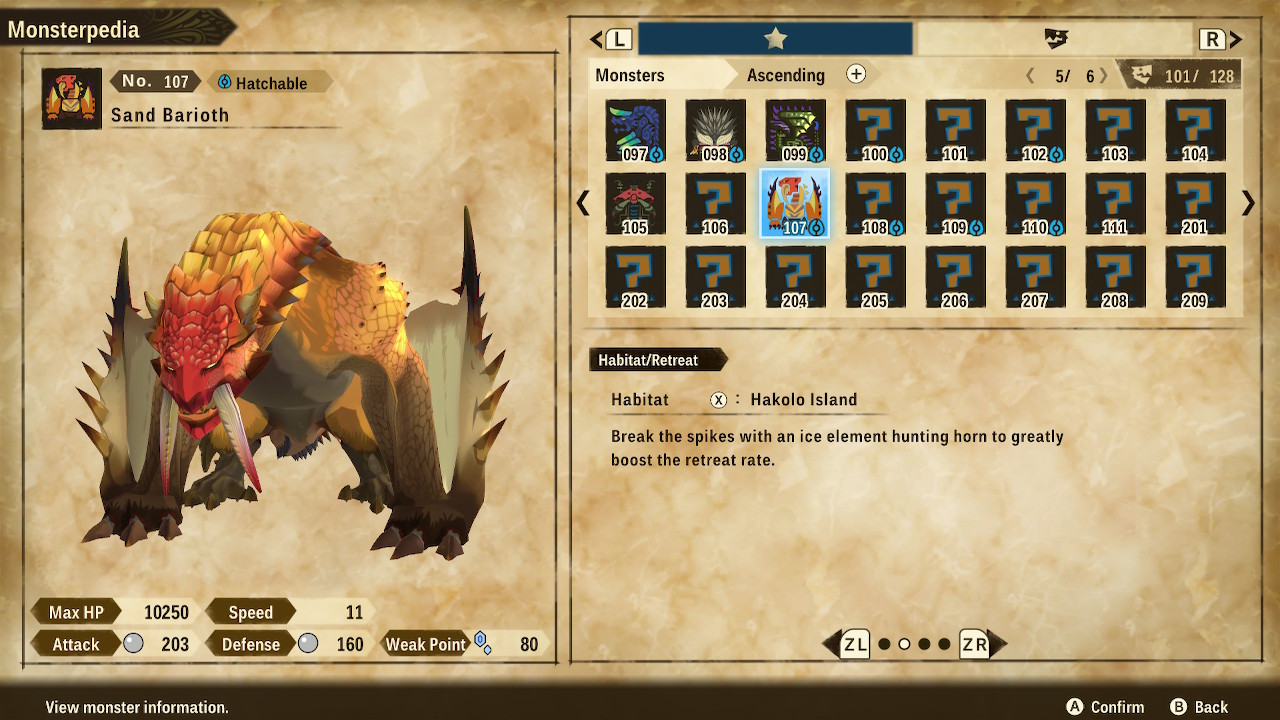 Monsterpedia
No. 107 Hatchable
Sand Barioth
Max HP 10250 Speed 11
Attack 203 Defense 160 Weak Point 80
L R
Monsters Ascending + 5/ 6 101/ 128
097 098 099 100 101 102 103 104
105 106 107 108 109 110 111 201
202 203 204 205 206 207 208 209
Habitat/Retreat
Habitat X : Hakolo Island
Break the spikes with an ice element hunting horn to greatly
boost the retreat rate.
ZL ZR
View monster information.
A Confirm B Back